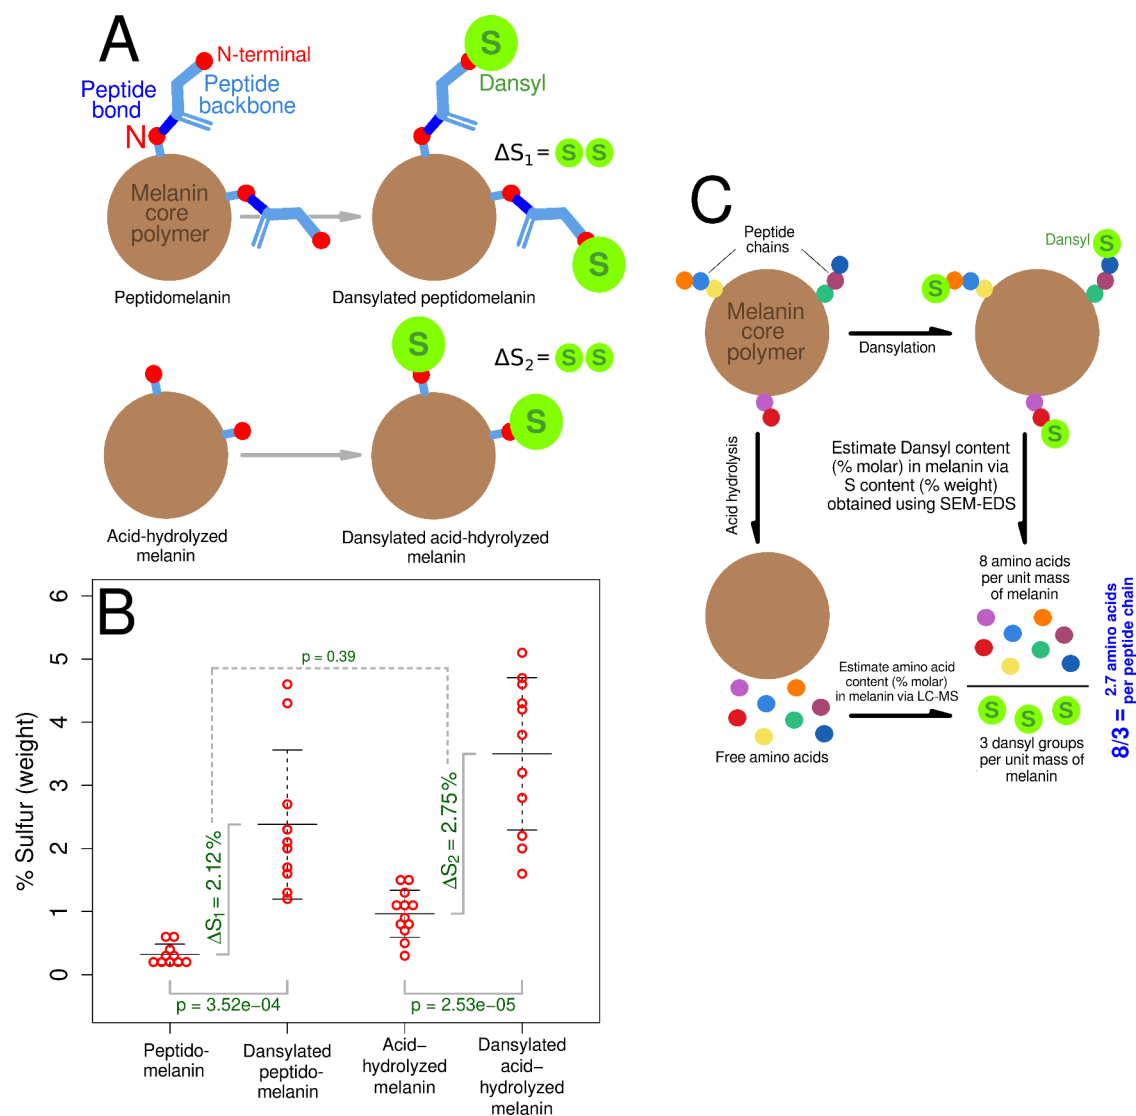 A
N-terminal
Peptide
bond
Peptide
backbone
N
Melanin
core
polymer
Peptidomelanin
S
Dansyl
ΔS1 = S S
S
Dansylated peptidomelanin
Acid-hydrolyzed
melanin
S
ΔS2 = S S
S
Dansylated acid-hdyrolyzed
melanin
B
% Sulfur (weight)
6
5
4
3
2
1
0
p = 0.39
ΔS1 = 2.12%
ΔS2 = 2.75%
p = 3.52e−04
p = 2.53e−05
Peptido-
melanin
Dansylated
peptido-
melanin
Acid−
hydrolyzed
melanin
Dansylated
acid−
hydrolyzed
melanin
C
Peptide
chains
Melanin
core
polymer
Dansylation
Dansyl
S
S
S
Acid hydrolysis
Estimate Dansyl content
(% molar) in melanin via
S content (% weight)
obtained using SEM-EDS
Free amino acids
Estimate amino acid
content (% molar)
in melanin via LC-MS
8 amino acids
per unit mass
of melanin
S S S
3 dansyl groups
per unit mass of
melanin
8/3 = 2.7 amino acids
per peptide chain